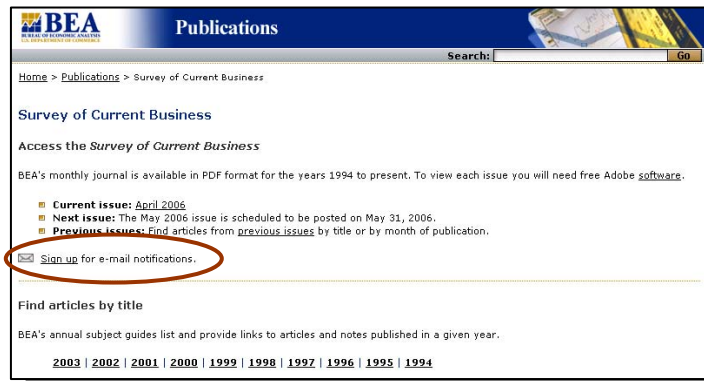 BEA
BUREAU OF ECONOMIC ANALYSIS
U.S. DEPARTMENT OF COMMERCE
Publications
Search:
Go
Home > Publications > Survey of Current Business
Survey of Current Business
Access the Survey of Current Business
BEA's monthly journal is available in PDF format for the years 1994 to present. To view each issue you will need free Adobe software.
Current issue: April 2006
Next issue: The May 2006 issue is scheduled to be posted on May 31, 2006.
Previous issues: Find articles from previous issues by title or by month of publication.
Sign up for e-mail notifications.
Find articles by title
BEA's annual subject guides list and provide links to articles and notes published in a given year.
2003 | 2002 | 2001 | 2000 | 1999 | 1998 | 1997 | 1996 | 1995 | 1994